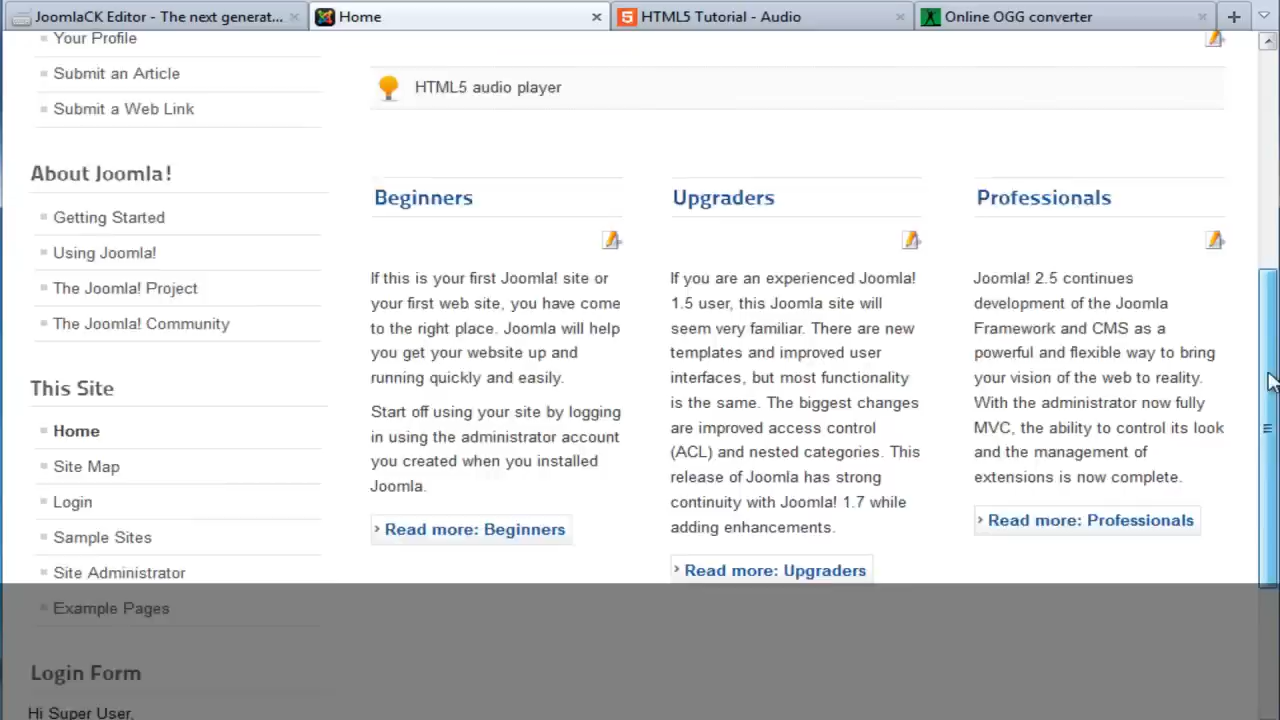 JoomlaCK Editor - The next generat...
Home
HTML5 Tutorial - Audio
Online OGG converter
Your Profile
Submit an Article
Submit a Web Link
About Joomla!
Getting Started
Using Joomla!
The Joomla! Project
The Joomla! Community
This Site
Home
Site Map
Login
Sample Sites
Site Administrator
Example Pages
Login Form
Hi Super User,
HTML5 audio player
Beginners
If this is your first Joomla! site or
your first web site, you have come
to the right place. Joomla will help
you get your website up and
running quickly and easily.
Start off using your site by logging
in using the administrator account
you created when you installed
Joomla.
Read more: Beginners
Upgraders
If you are an experienced Joomla!
1.5 user, this Joomla site will
seem very familiar. There are new
templates and improved user
interfaces, but most functionality
is the same. The biggest changes
are improved access control
(ACL) and nested categories. This
release of Joomla has strong
continuity with Joomla! 1.7 while
adding enhancements.
Read more: Upgraders
Professionals
Joomla! 2.5 continues
development of the Joomla
Framework and CMS as a
powerful and flexible way to bring
your vision of the web to reality.
With the administrator now fully
MVC, the ability to control its look
and the management of
extensions is now complete.
Read more: Professionals